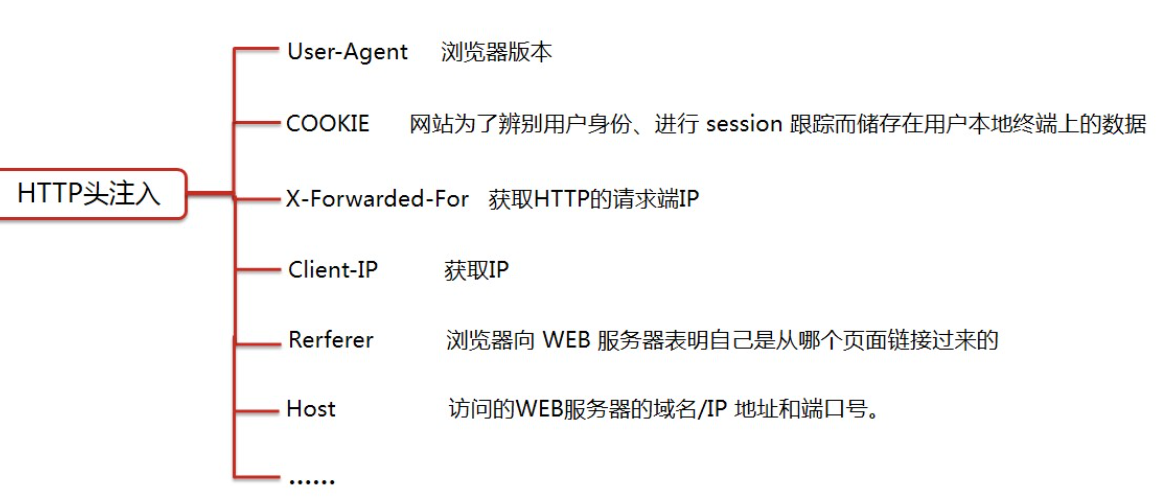 User-Agent 浏览器版本
COOKIE 网站为了辨别用户身份、进行 session 跟踪而储存在用户本地终端上的数据
HTTP头注入
X-Forwarded-For 获取HTTP的请求端IP
Client-IP 获取IP
Rerferer 浏览器向 WEB 服务器表明自己是从哪个页面链接过来的
Host 访问的WEB服务器的域名/IP 地址和端口号。
......